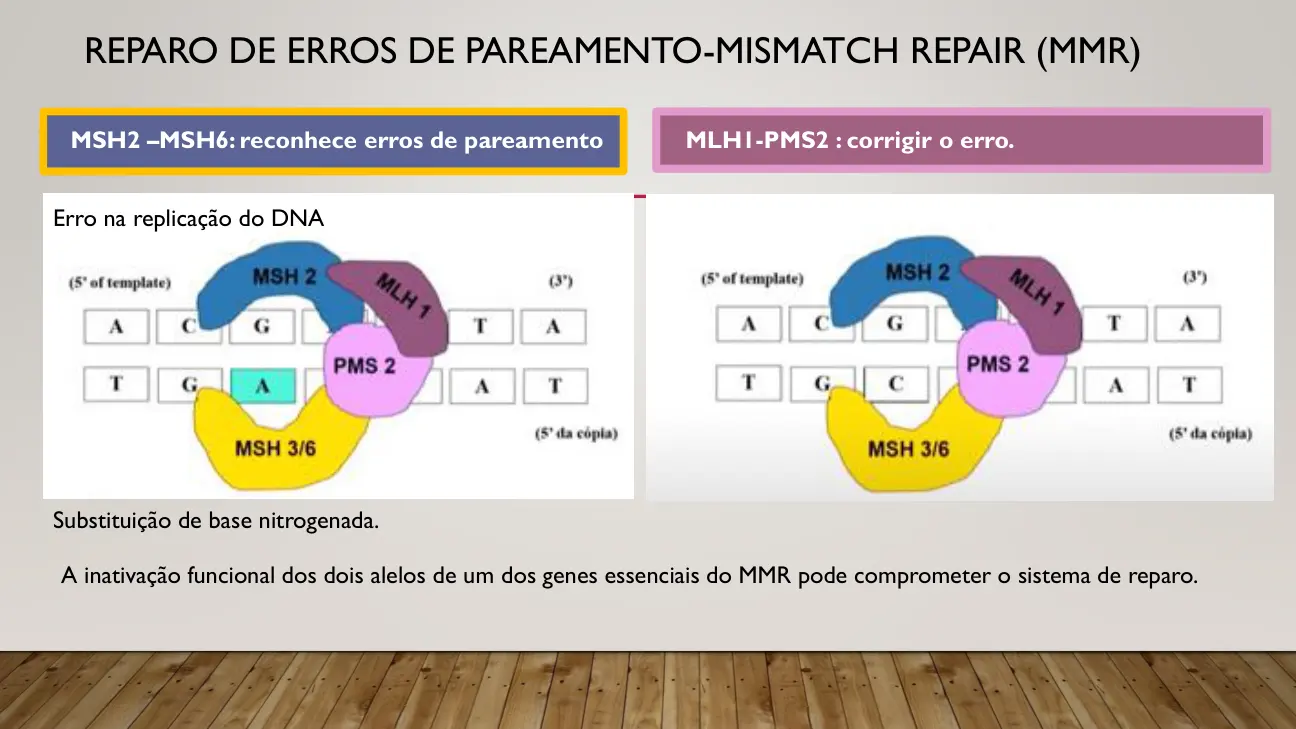 REPARO DE ERROS DE PAREAMENTO-MISMATCH REPAIR (MMR)
MSH2 –MSH6: reconhece erros de pareamento
MLH1-PMS2 : corrigir o erro.
Erro na replicação do DNA
(5' of template)
MSH 2
MLH 1
(3')
A C G T A
PMS 2
T G A A T
MSH 3/6
(5' da cópia)
(5' of template)
MSH 2
MLH 1
(3')
A C G T A
PMS 2
T G C A T
MSH 3/6
(5' da cópia)
Substituição de base nitrogenada.
A inativação funcional dos dois alelos de um dos genes essenciais do MMR pode comprometer o sistema de reparo.